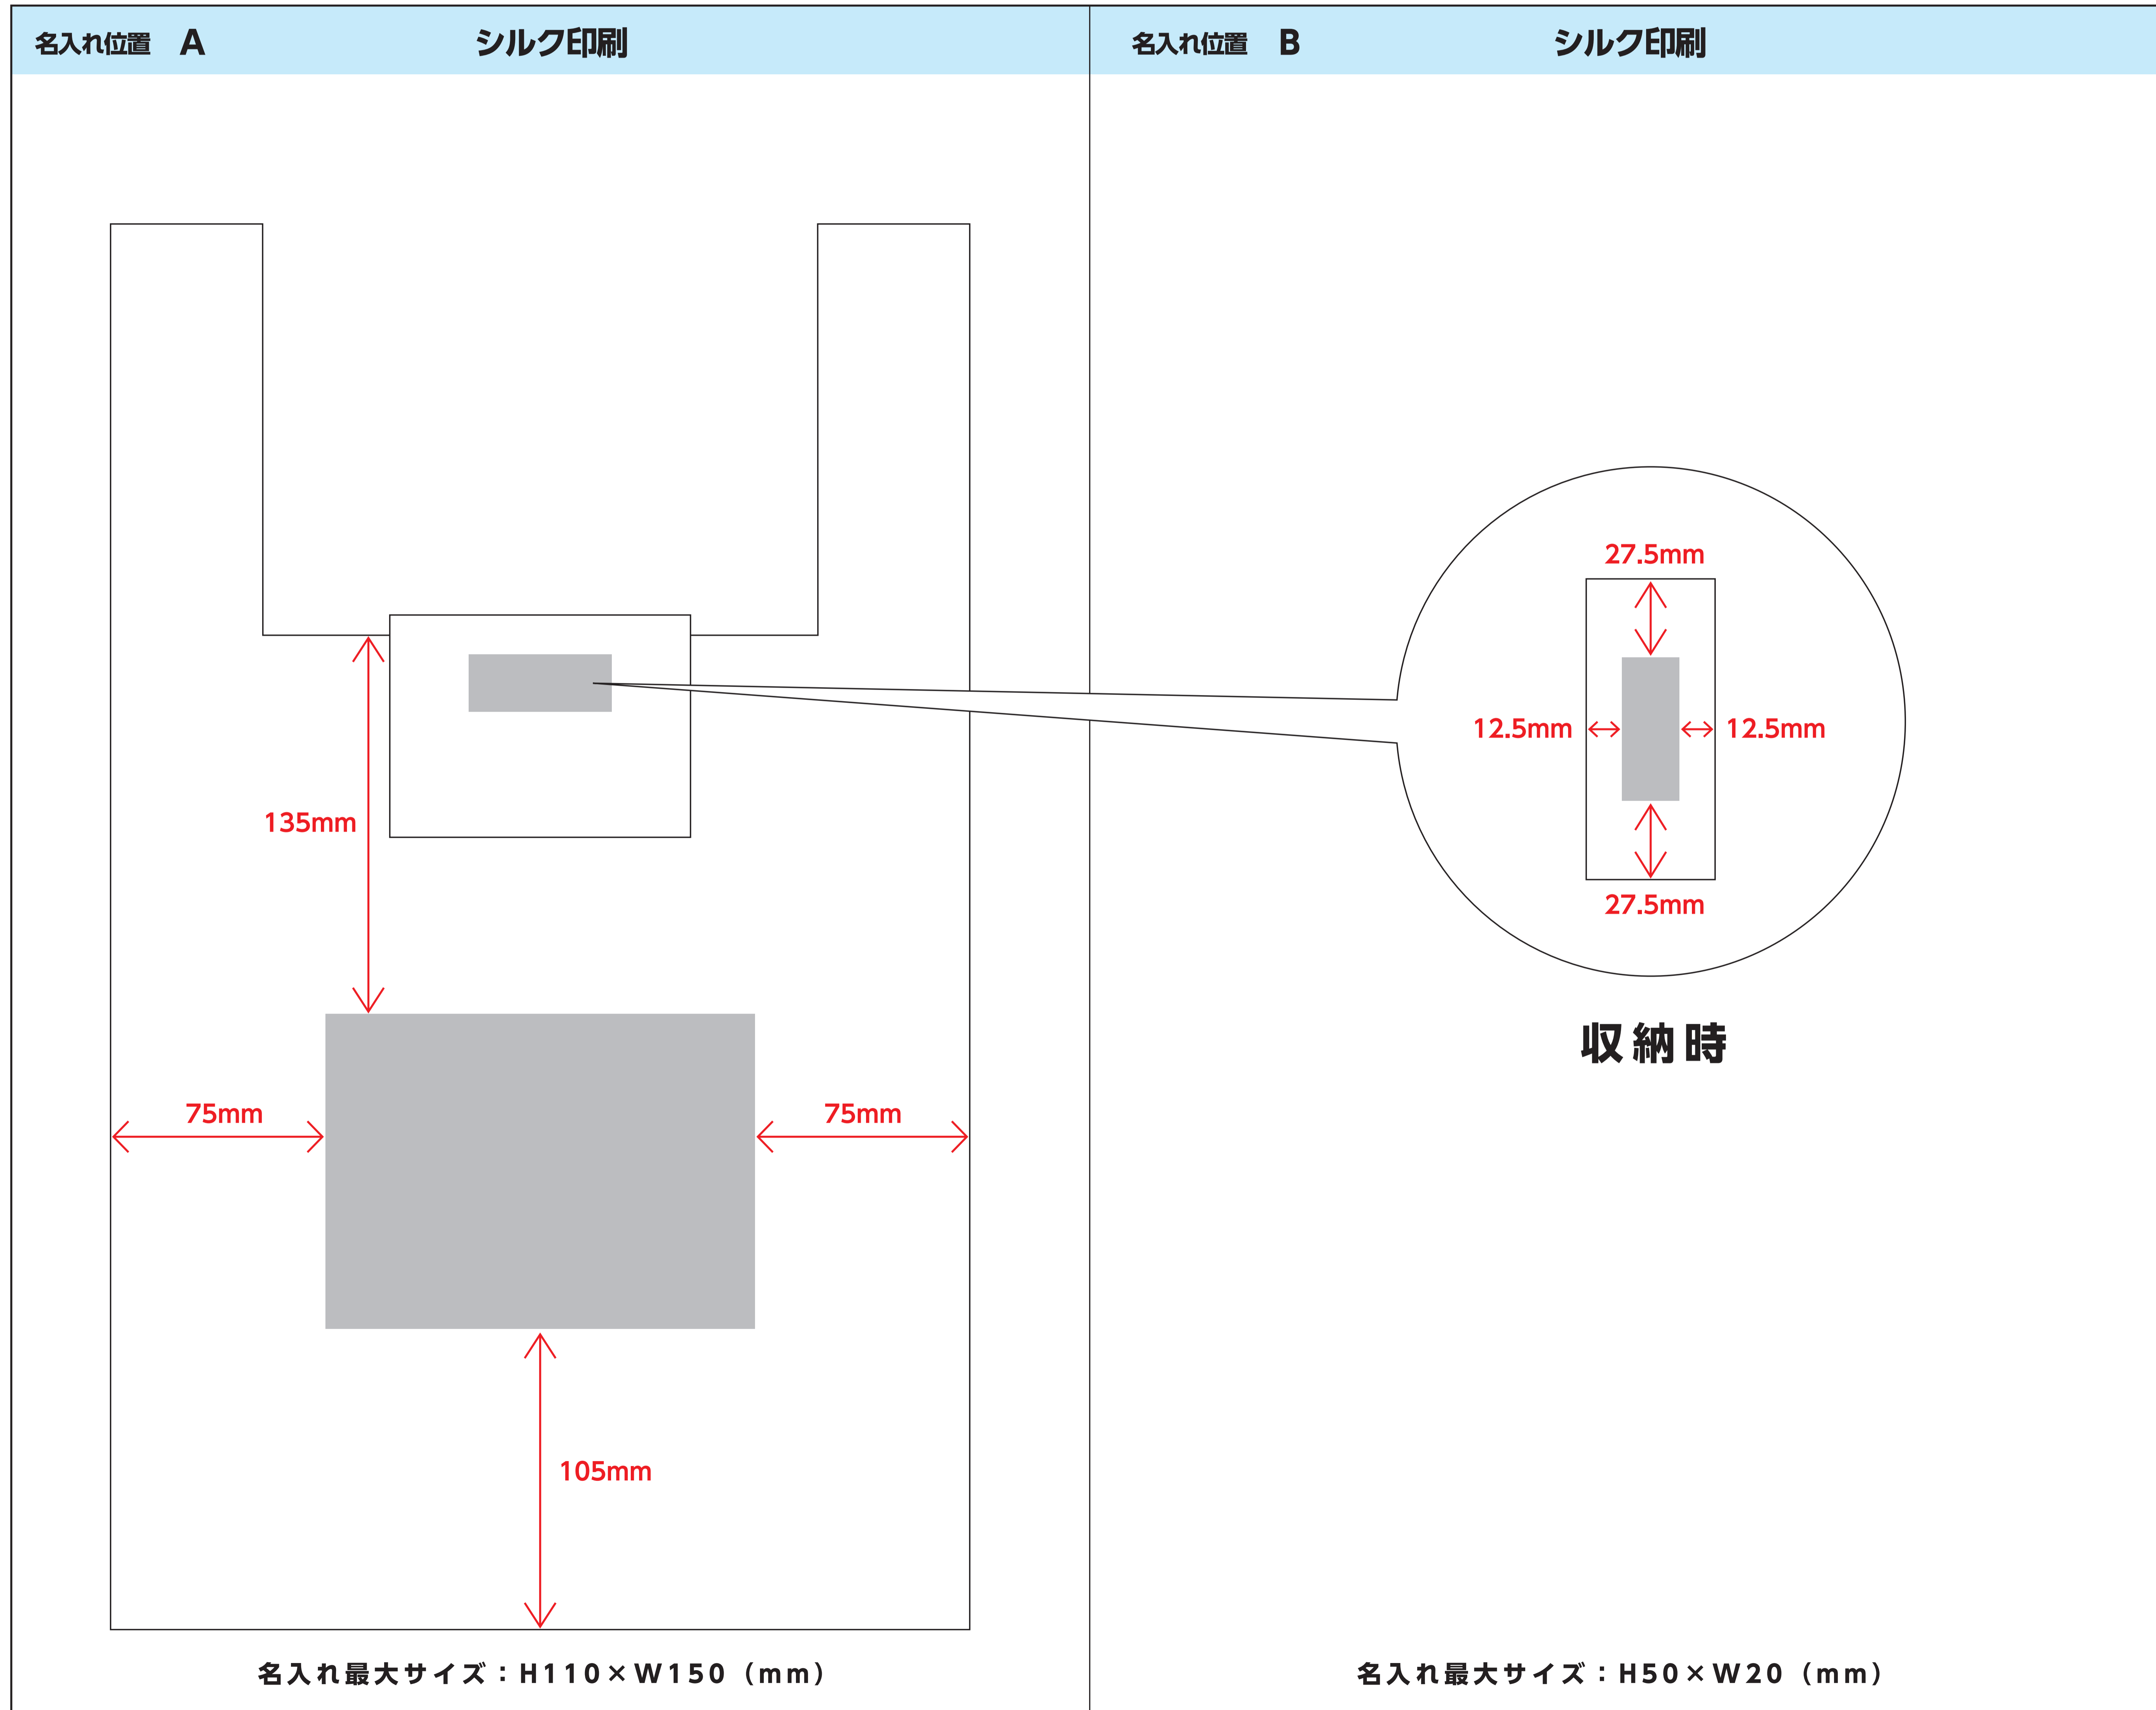 名入れ位置 A シルク印刷
135mm
75mm
75mm
105mm
名入れ最大サイズ：H110×W150（mm）
名入れ位置 B シルク印刷
27.5mm
12.5mm
12.5mm
27.5mm
収納時
名入れ最大サイズ：H50×W20（mm）